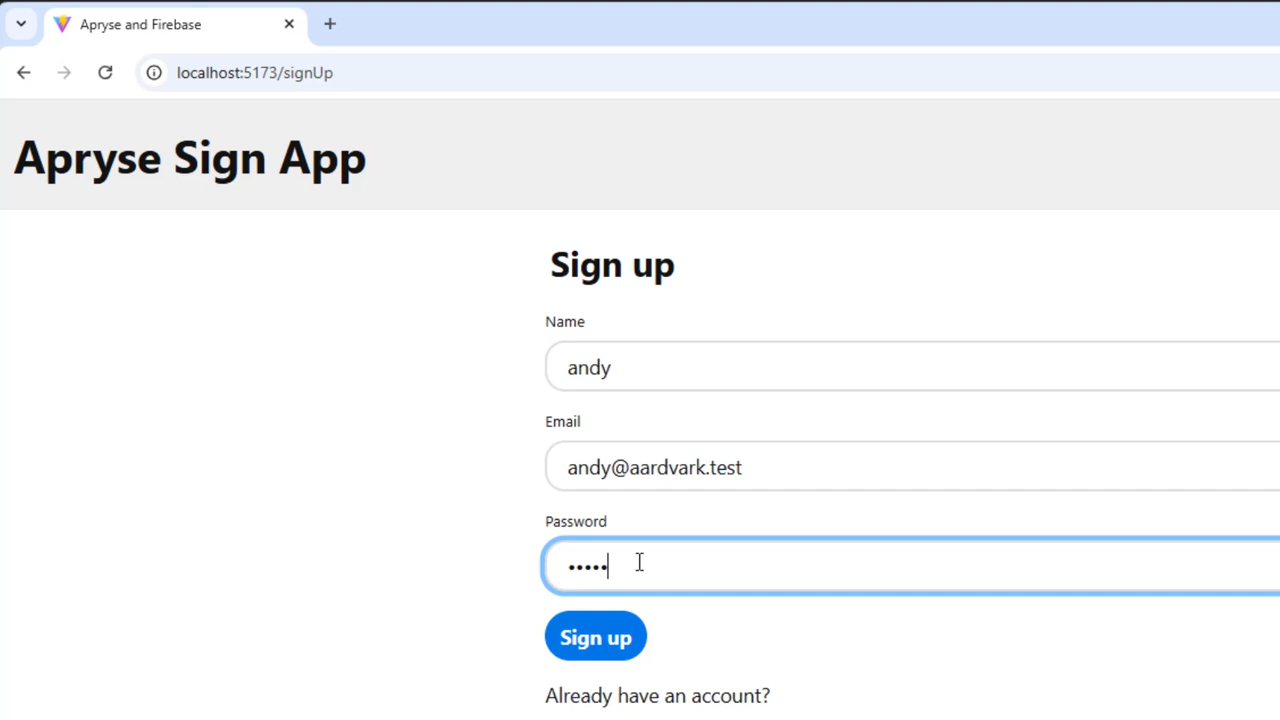 Apryse and Firebase
localhost:5173/signUp
Apryse Sign App
Sign up
Name
andy
Email
andy@aardvark.test
Password
•••••
Sign up
Already have an account?